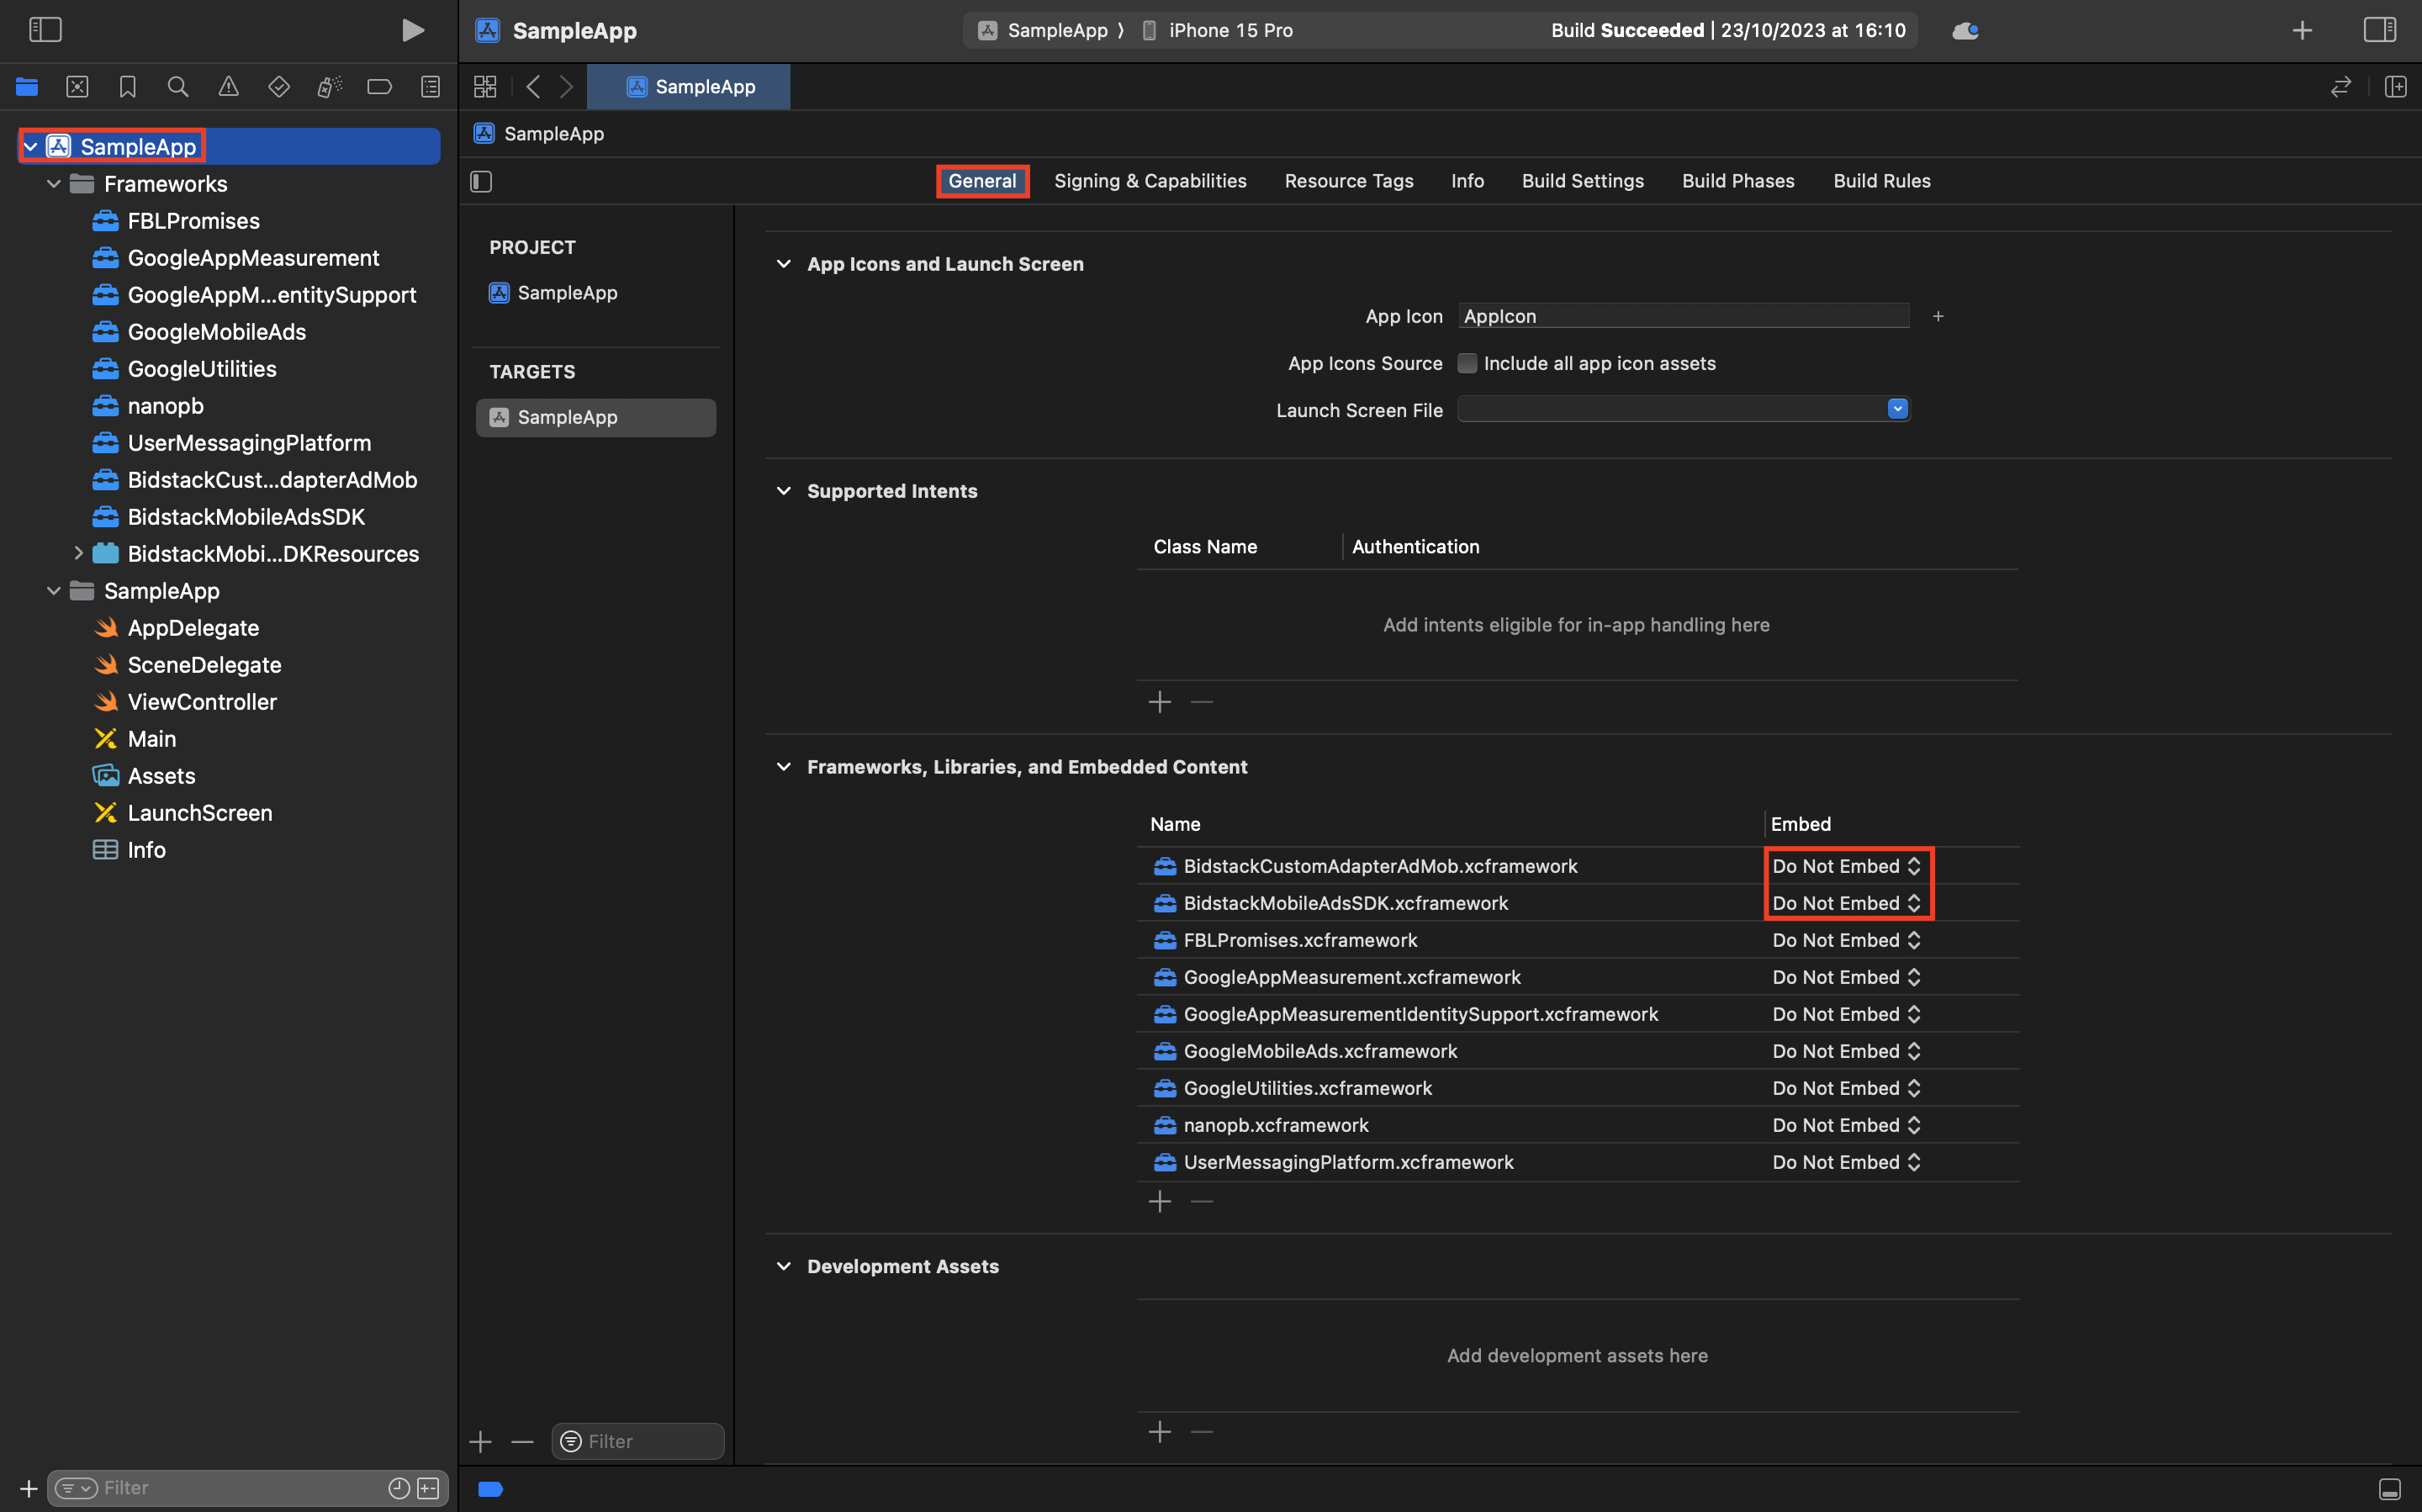 SampleApp
SampleApp
iPhone 15 Pro
Build Succeeded | 23/10/2023 at 16:10
SampleApp
SampleApp
General
Signing & Capabilities
Resource Tags
Info
Build Settings
Build Phases
Build Rules
SampleApp
Frameworks
FBLPromises
GoogleAppMeasurement
GoogleAppM...entitySupport
GoogleMobileAds
GoogleUtilities
nanopb
UserMessagingPlatform
BidstackCust...dapterAdMob
BidstackMobileAdsSDK
BidstackMobi...DKResources
SampleApp
AppDelegate
SceneDelegate
ViewController
Main
Assets
LaunchScreen
Info
Filter
PROJECT
SampleApp
TARGETS
SampleApp
Filter
App Icons and Launch Screen
App Icon AppIcon
App Icons Source Include all app icon assets
Launch Screen File
Supported Intents
Class Name Authentication
Add intents eligible for in-app handling here
Frameworks, Libraries, and Embedded Content
Name Embed
BidstackCustomAdapterAdMob.xcframework Do Not Embed
BidstackMobileAdsSDK.xcframework Do Not Embed
FBLPromises.xcframework Do Not Embed
GoogleAppMeasurement.xcframework Do Not Embed
GoogleAppMeasurementIdentitySupport.xcframework Do Not Embed
GoogleMobileAds.xcframework Do Not Embed
GoogleUtilities.xcframework Do Not Embed
nanopb.xcframework Do Not Embed
UserMessagingPlatform.xcframework Do Not Embed
Development Assets
Add development assets here